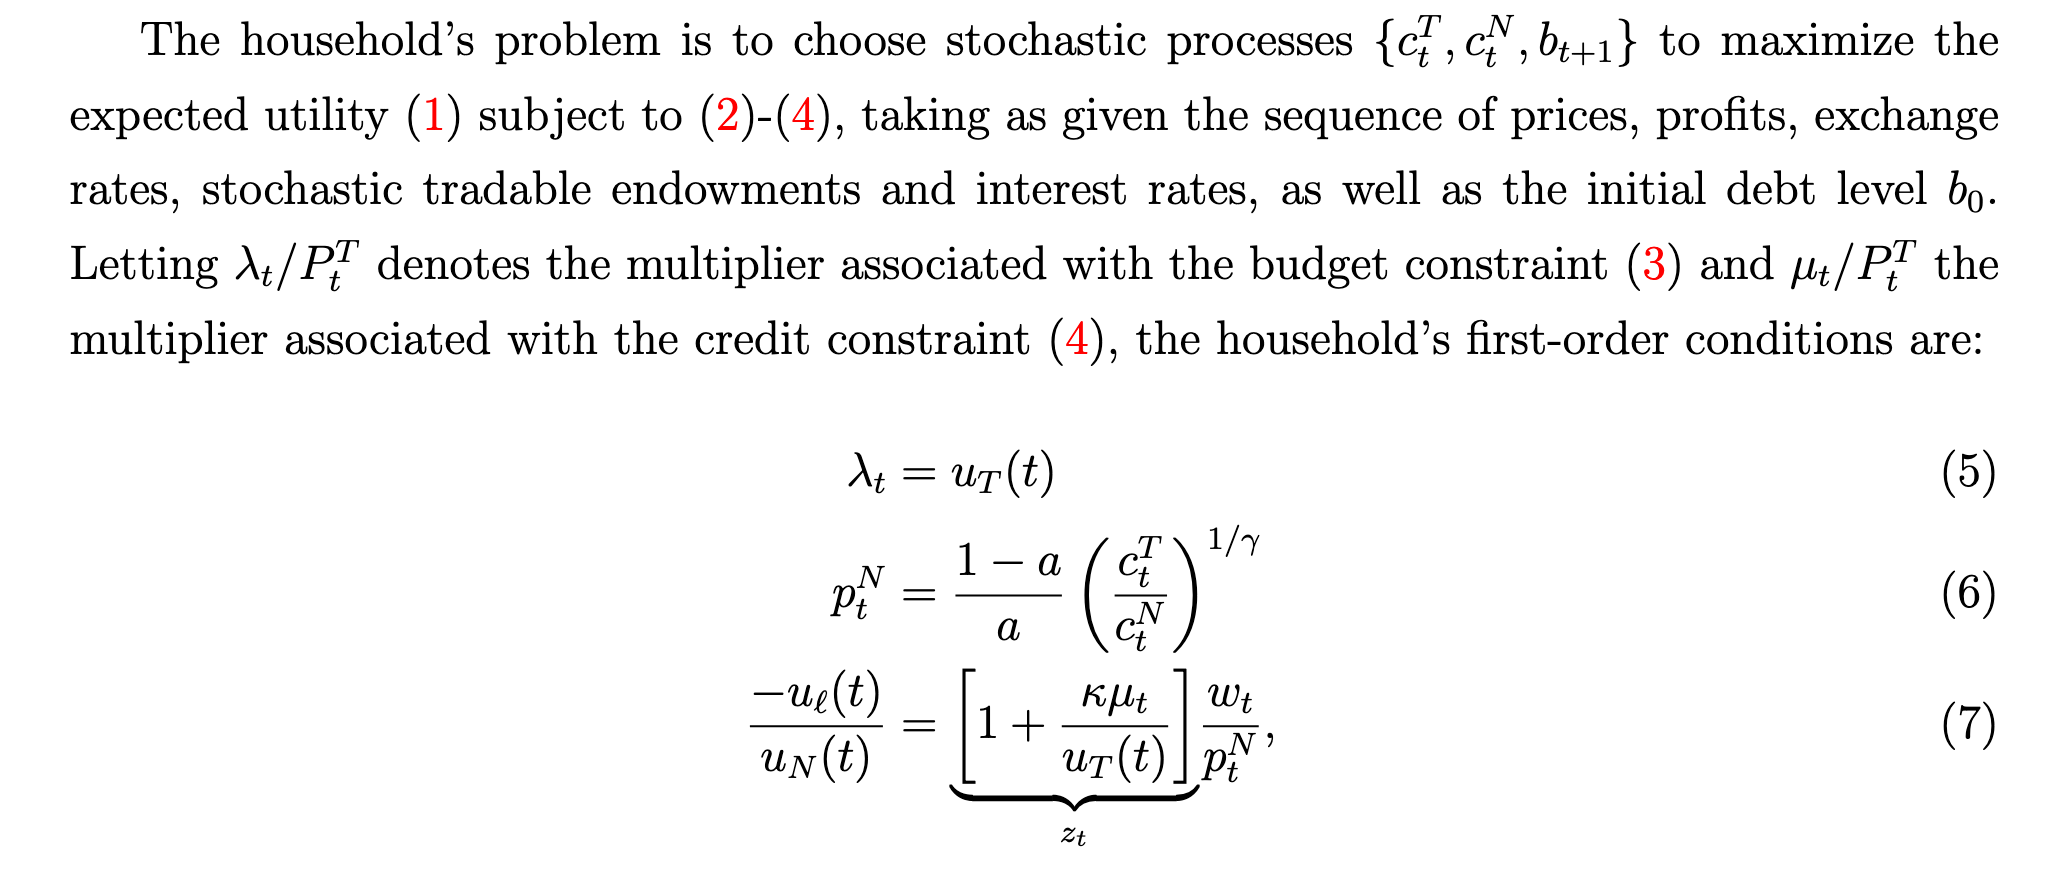 The household's problem is to choose stochastic processes $\{c_t^T, c_t^N, b_{t+1}\}$ to maximize the
expected utility (1) subject to (2)-(4), taking as given the sequence of prices, profits, exchange
rates, stochastic tradable endowments and interest rates, as well as the initial debt level $b_0$.
Letting $\lambda_t/P_t^T$ denotes the multiplier associated with the budget constraint (3) and $\mu_t/P_t^T$ the
multiplier associated with the credit constraint (4), the household's first-order conditions are:
$\lambda_t = u_T(t)$ (5)
$p_t^N = \frac{1-a}{a} \left( \frac{c_t^T}{c_t^N} \right)^{1/\gamma}$ (6)
$\frac{-u_\ell(t)}{u_N(t)} = \underbrace{\left[ 1 + \frac{\kappa \mu_t}{u_T(t)} \right]}_{z_t} \frac{w_t}{p_t^N},$ (7)